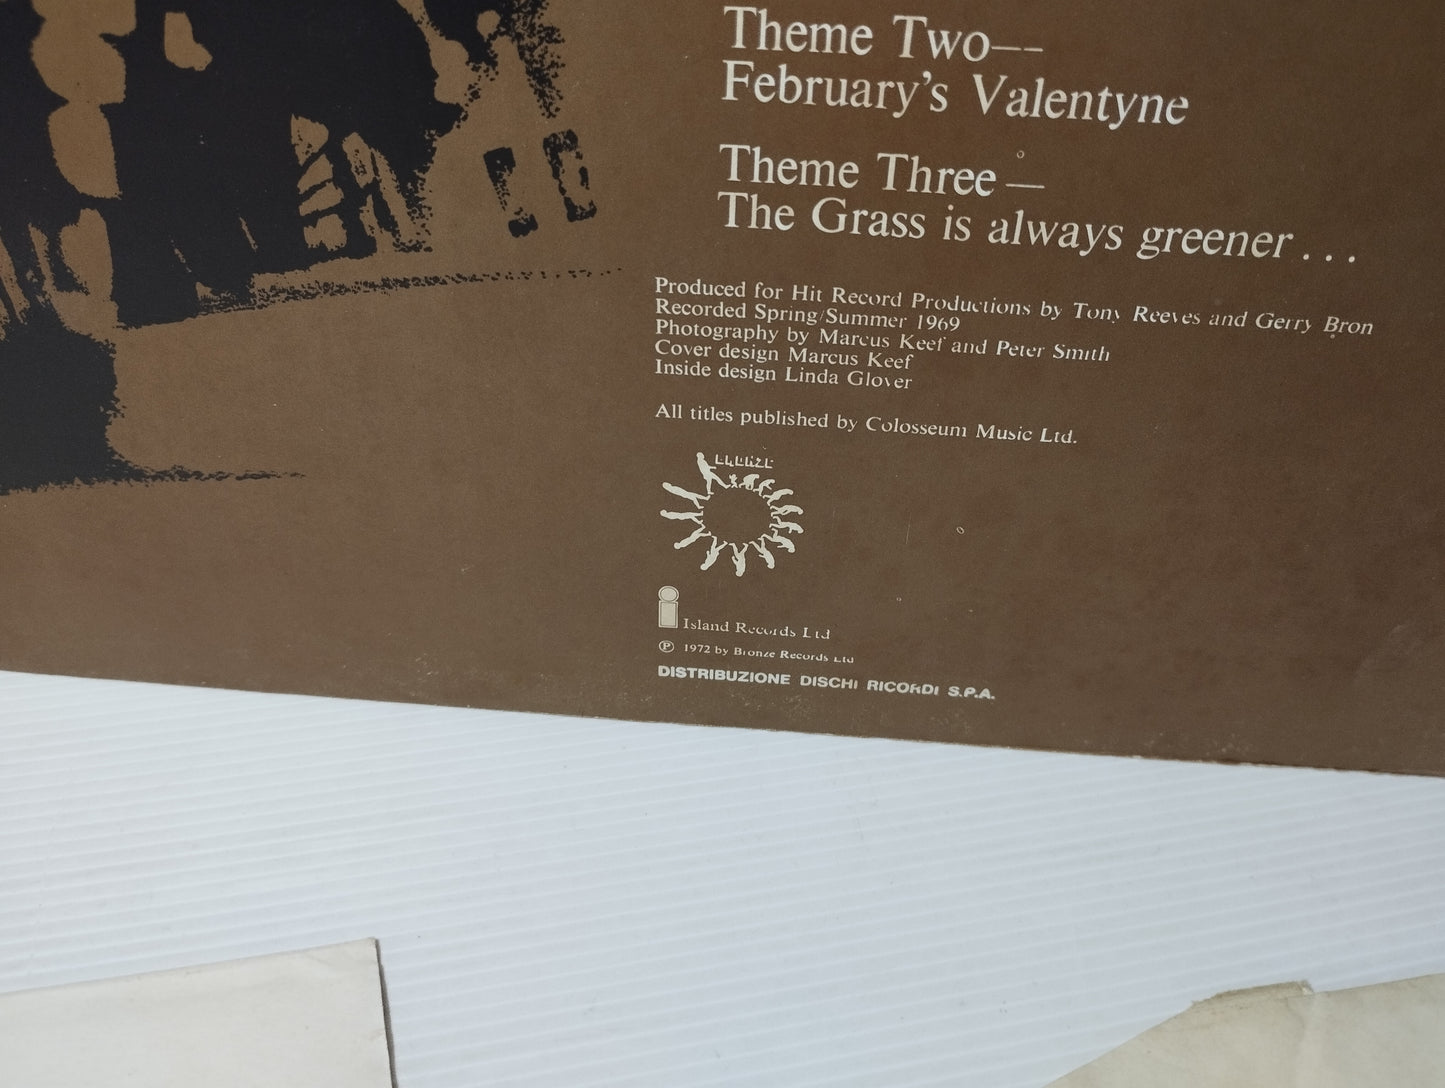 Theme Two—
February's Valentyne
Theme Three —
The Grass is always greener . . .
Produced for Hit Record Productions by Tony Reeves and Gerry Bron
Recorded Spring/Summer 1969
Photography by Marcus Keef and Peter Smith
Cover design Marcus Keef
Inside design Linda Glover
All titles published by Colosseum Music Ltd.
BRONZE
Island Records Ltd
℗ 1972 by Bronze Records Ltd
DISTRIBUZIONE DISCHI RICORDI S.P.A.